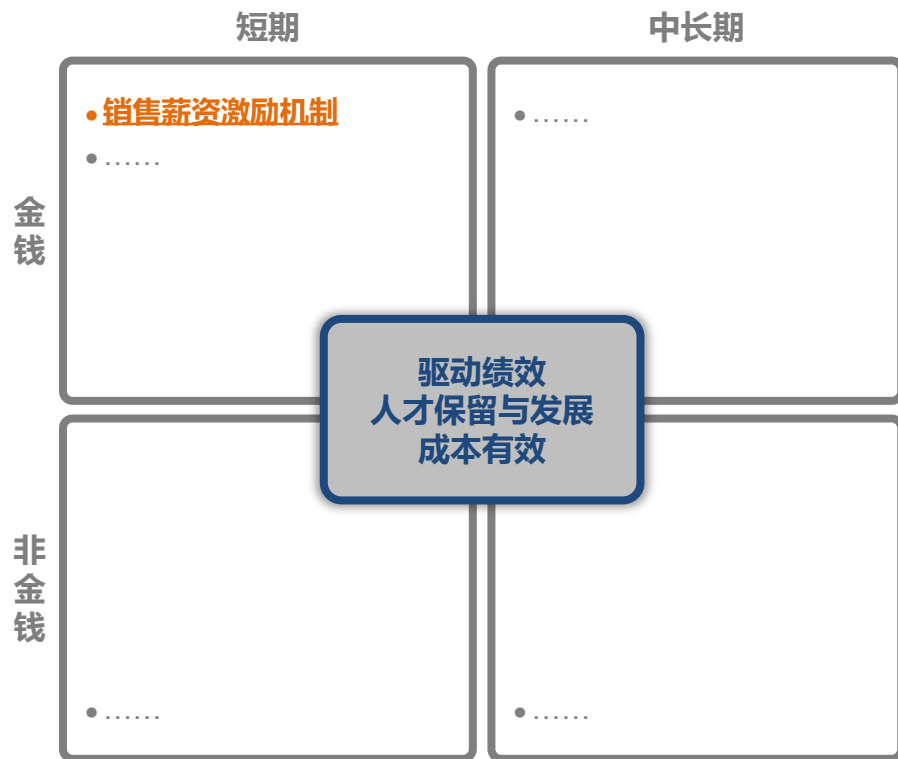 短期
中长期
金钱
• 销售薪资激励机制
• ……
• ……
驱动绩效
人才保留与发展
成本有效
非金钱
• ……
• ……